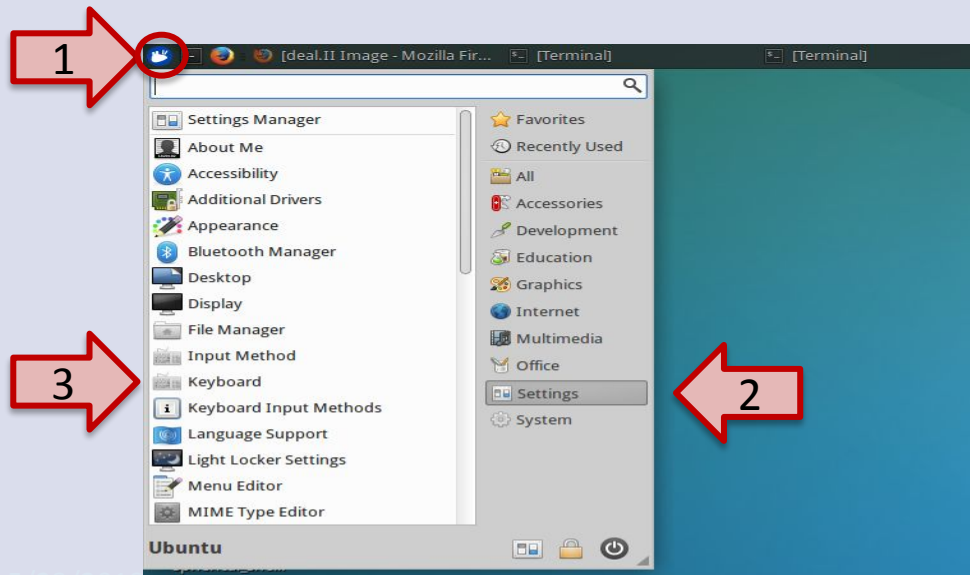 1
[deal.II Image - Mozilla Fir... [Terminal] [Terminal]
Settings Manager
About Me
Accessibility
Additional Drivers
Appearance
Bluetooth Manager
Desktop
Display
File Manager
Input Method
Keyboard
Keyboard Input Methods
Language Support
Light Locker Settings
Menu Editor
MIME Type Editor
Favorites
Recently Used
All
Accessories
Development
Education
Graphics
Internet
Multimedia
Office
Settings
System
2
3
Ubuntu